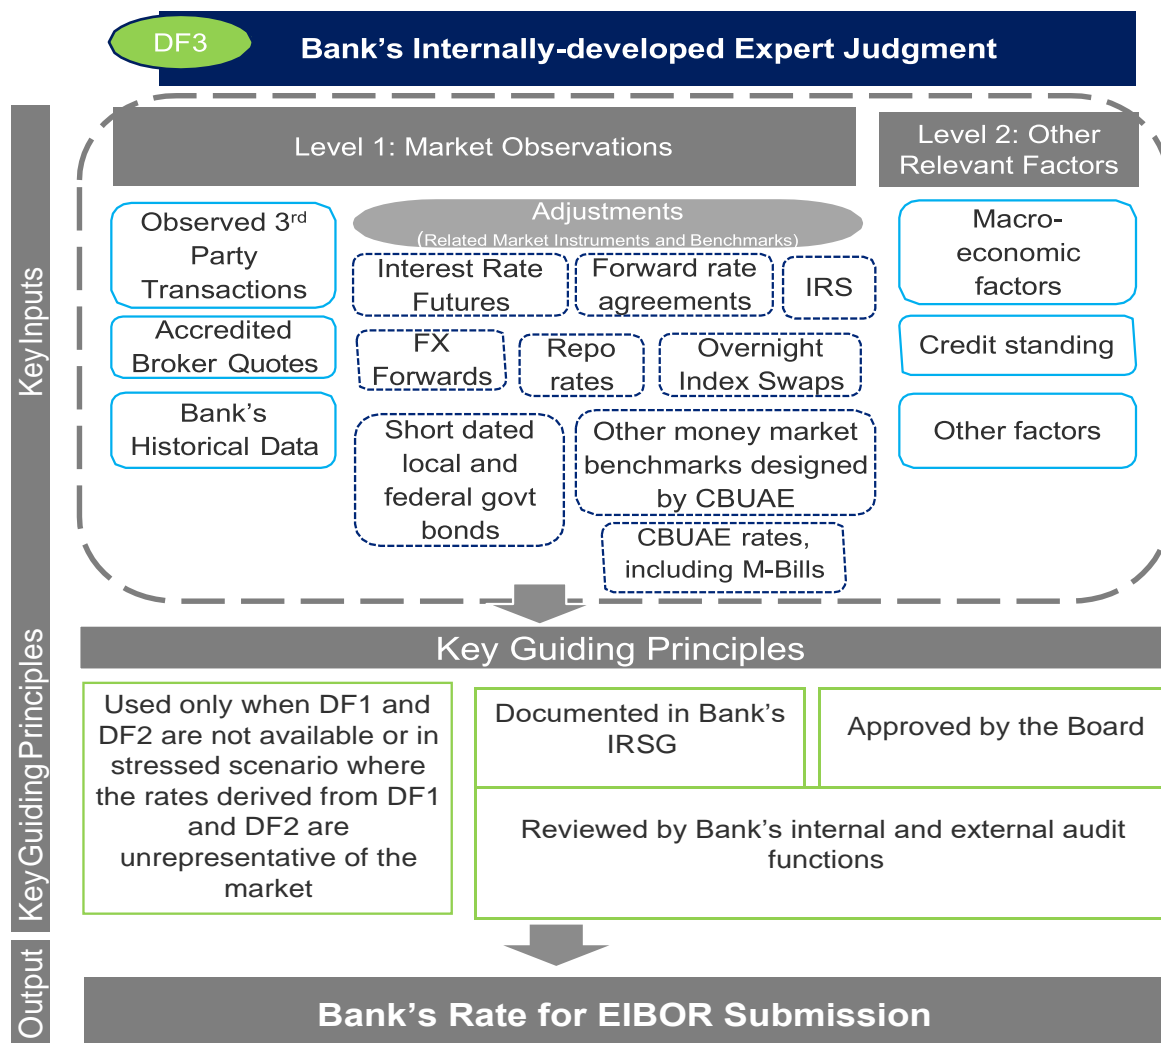 DF3
Bank’s Internally-developed Expert Judgment
Key Inputs
Level 1: Market Observations
Level 2: Other
Relevant Factors
Observed 3rd
Party
Transactions
Accredited
Broker Quotes
Bank’s
Historical Data
Adjustments
(Related Market Instruments and Benchmarks)
Interest Rate
Futures
Forward rate
agreements
IRS
FX
Forwards
Repo
rates
Overnight
Index Swaps
Short dated
local and
federal govt
bonds
Other money market
benchmarks designed
by CBUAE
CBUAE rates,
including M-Bills
Macro-
economic
factors
Credit standing
Other factors
Key Guiding Principles
Key Guiding Principles
Used only when DF1 and
DF2 are not available or in
stressed scenario where
the rates derived from DF1
and DF2 are
unrepresentative of the
market
Documented in Bank’s
IRSG
Approved by the Board
Reviewed by Bank’s internal and external audit
functions
Output
Bank’s Rate for EIBOR Submission